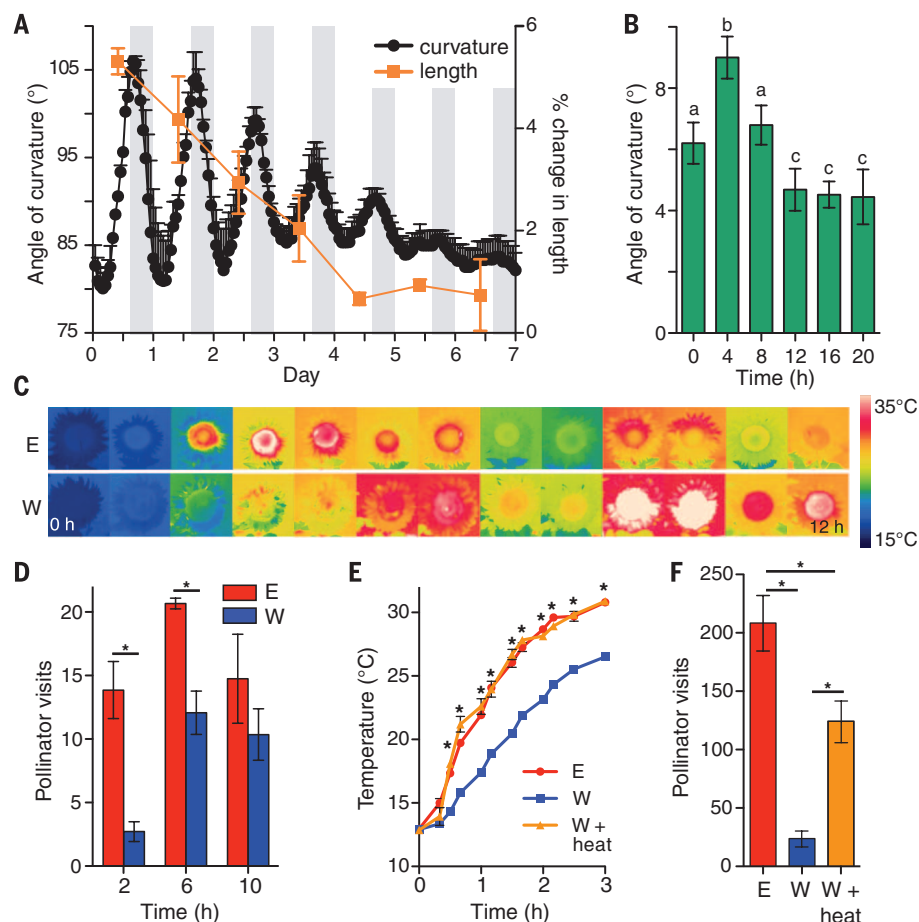 A
Angle of curvature (°)
105
95
85
75
curvature
length
6
4
2
0
% change in length
0 1 2 3 4 5 6 7
Day
B
Angle of curvature (°)
8
4
0
a b a c c c
0 4 8 12 16 20
Time (h)
C
E
W
0 h
12 h
35°C
15°C
D
Pollinator visits
20
15
10
5
0
E
W
*
*
2 6 10
Time (h)
E
Temperature (°C)
30
20
10
* * * * * * * * * *
E
W
W +
heat
0 1 2 3
Time (h)
F
Pollinator visits
250
200
150
100
50
0
*
*
*
E W W +
heat